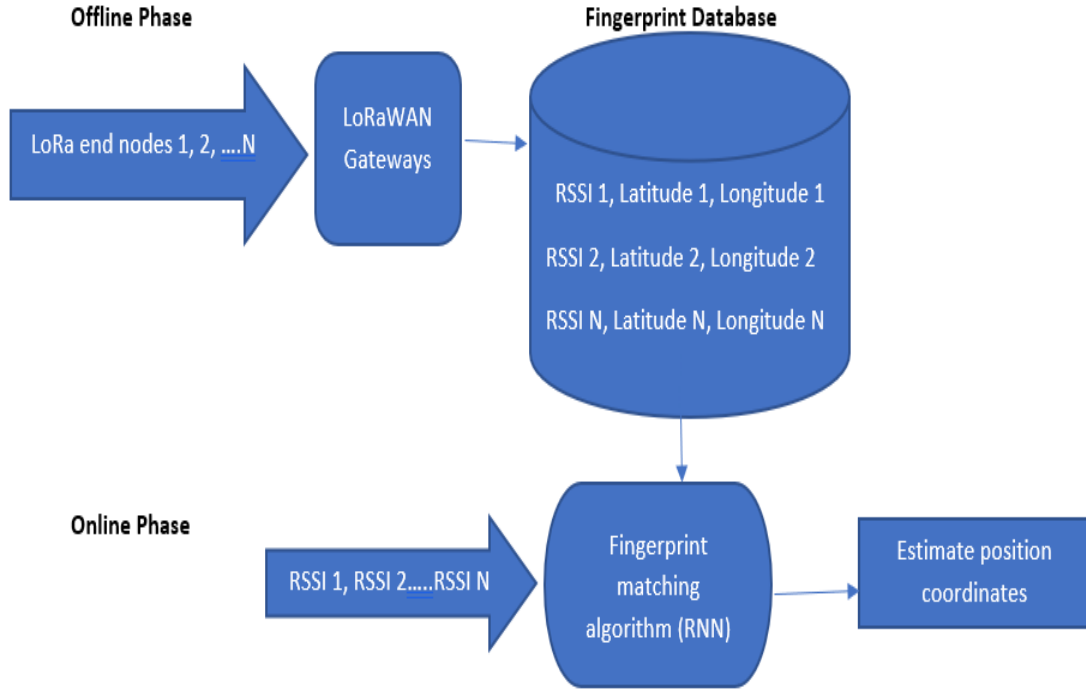 Offline Phase
Fingerprint Database
LoRa end nodes 1, 2, ....N
LoRaWAN
Gateways
RSSI 1, Latitude 1, Longitude 1
RSSI 2, Latitude 2, Longitude 2
RSSI N, Latitude N, Longitude N
Online Phase
RSSI 1, RSSI 2.....RSSI N
Fingerprint
matching
algorithm (RNN)
Estimate position
coordinates